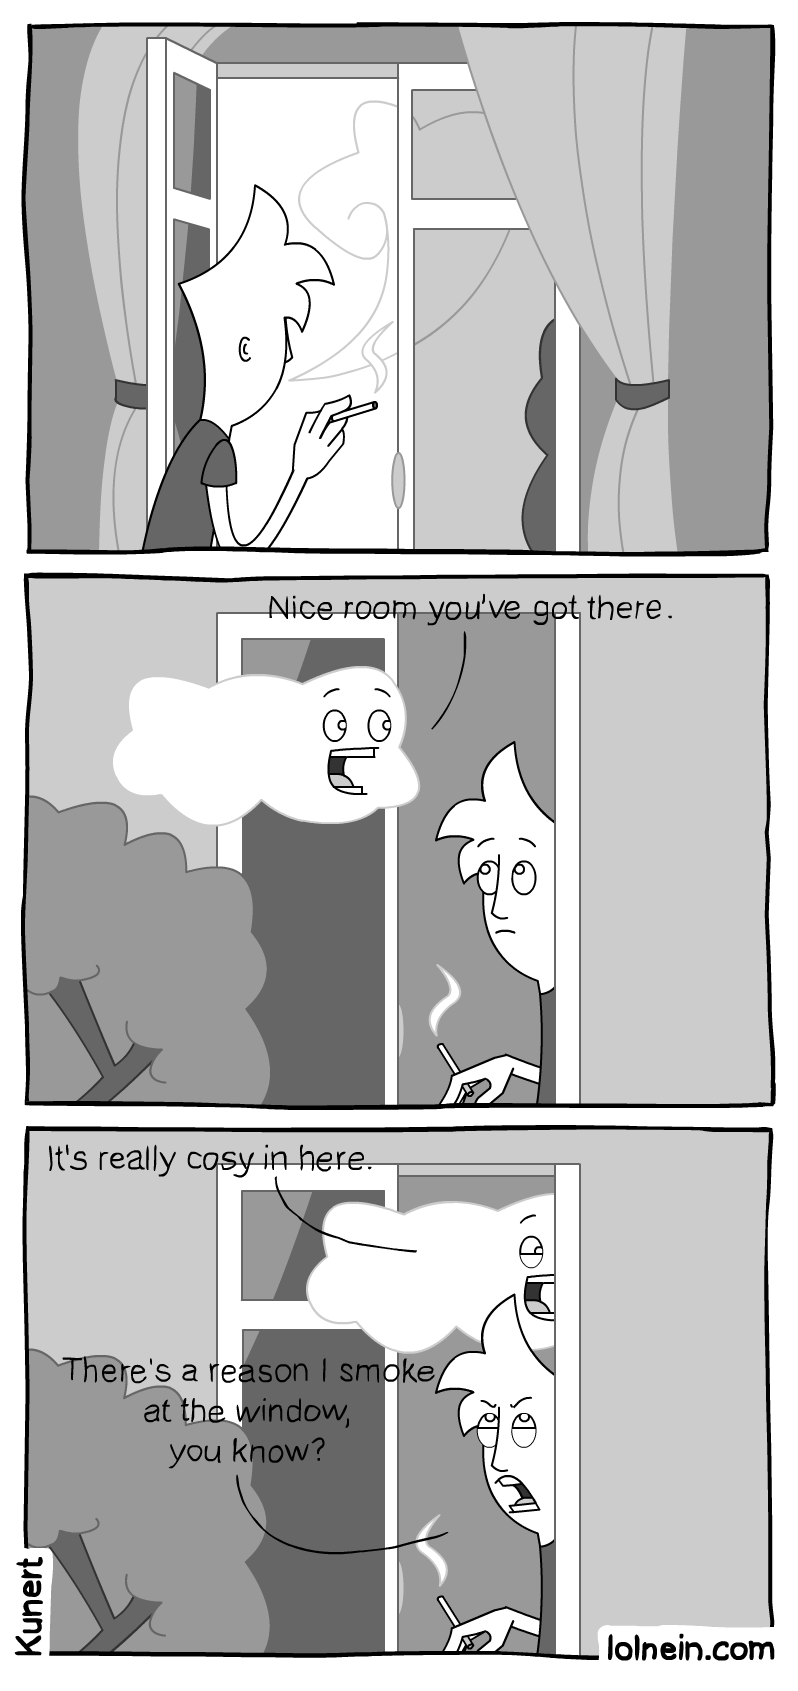 Nice room you've got there.
It's really cosy in here.
There's a reason I smoke
at the window,
you know?
Kunert
lolnein.com